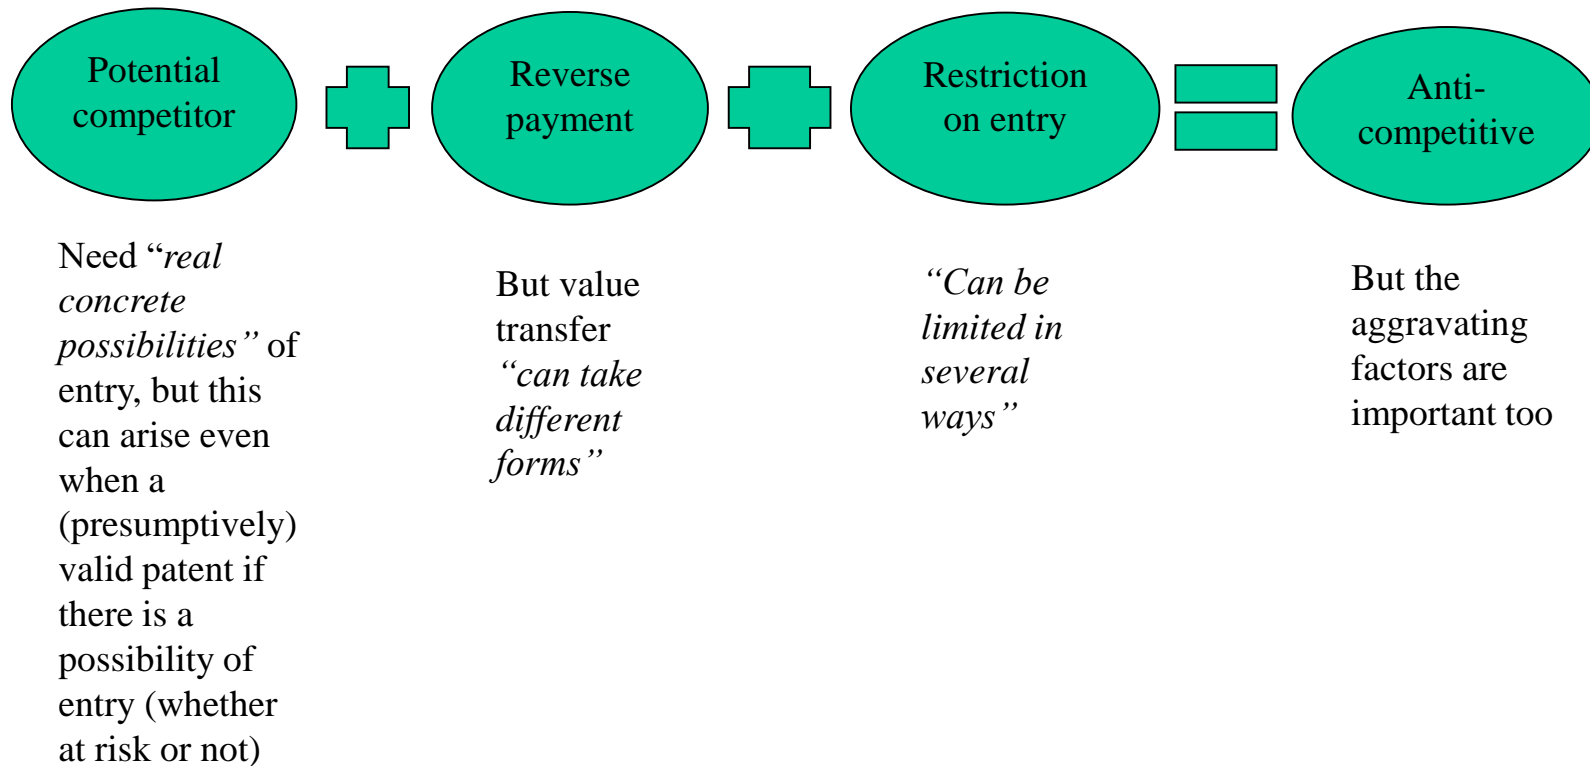 Potential
competitor
Reverse
payment
Restriction
on entry
Anti-
competitive
Need “real
concrete
possibilities” of
entry, but this
can arise even
when a
(presumptively)
valid patent if
there is a
possibility of
entry (whether
at risk or not)
But value
transfer
“can take
different
forms”
“Can be
limited in
several
ways”
But the
aggravating
factors are
important too